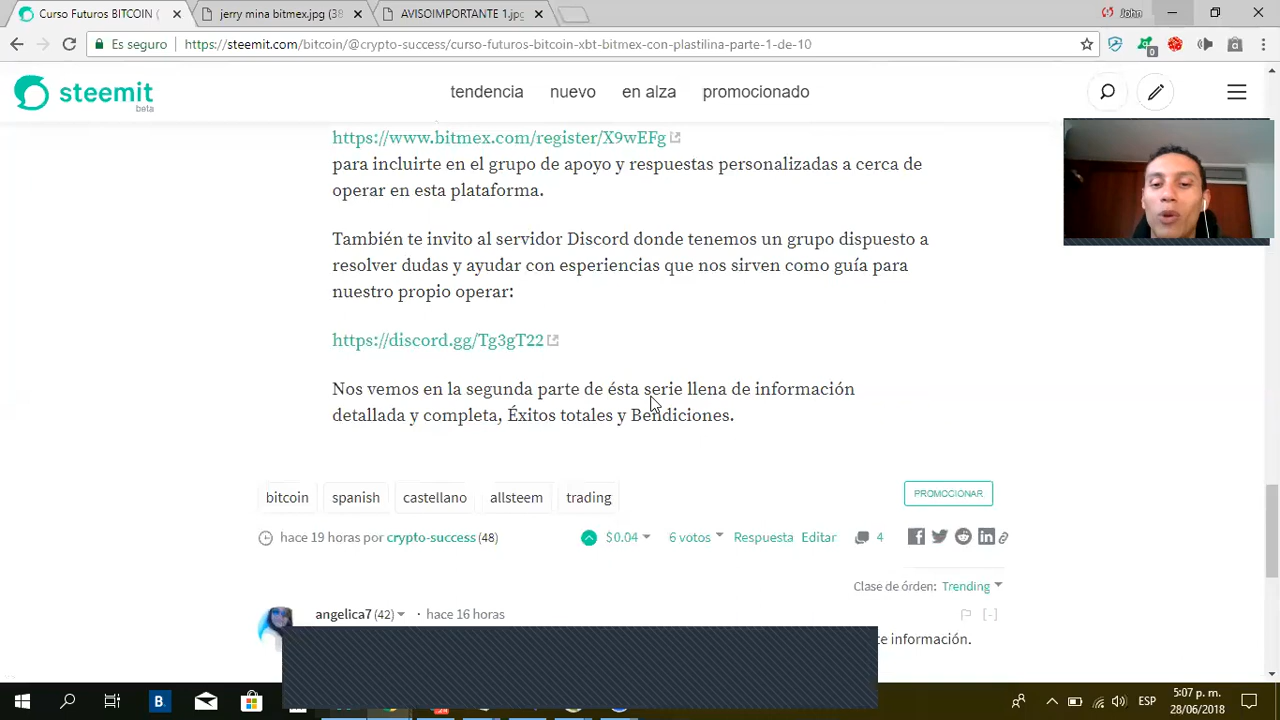 Curso Futuros BITCOIN (
jerry mina bitmex.jpg (38
AVISOIMPORTANTE 1.jpg
John
Es seguro
https://steemit.com/bitcoin/@crypto-success/curso-futuros-bitcoin-xbt-bitmex-con-plastilina-parte-1-de-10
0
steemit
beta
tendencia
nuevo
en alza
promocionado
https://www.bitmex.com/register/X9wEFg
para incluirte en el grupo de apoyo y respuestas personalizadas a cerca de
operar en esta plataforma.
También te invito al servidor Discord donde tenemos un grupo dispuesto a
resolver dudas y ayudar con esperiencias que nos sirven como guía para
nuestro propio operar:
https://discord.gg/Tg3gT22
Nos vemos en la segunda parte de ésta serie llena de información
detallada y completa, Éxitos totales y Bendiciones.
bitcoin
spanish
castellano
allsteem
trading
PROMOCIONAR
hace 19 horas por crypto-success (48)
$0.04
6 votos
Respuesta
Editar
4
Clase de órden: Trending
angelica7 (42)
· hace 16 horas
[-]
te información.
B.
ESP
5:07 p. m.
28/06/2018